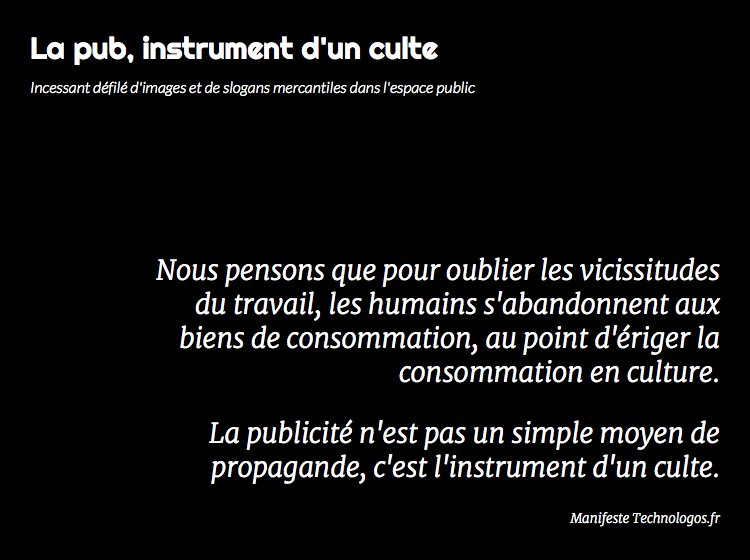 La pub, instrument d'un culte
Incessant défilé d'images et de slogans mercantiles dans l'espace public
Nous pensons que pour oublier les vicissitudes
du travail, les humains s'abandonnent aux
biens de consommation, au point d'ériger la
consommation en culture.
La publicité n'est pas un simple moyen de
propagande, c'est l'instrument d'un culte.
Manifeste Technologos.fr